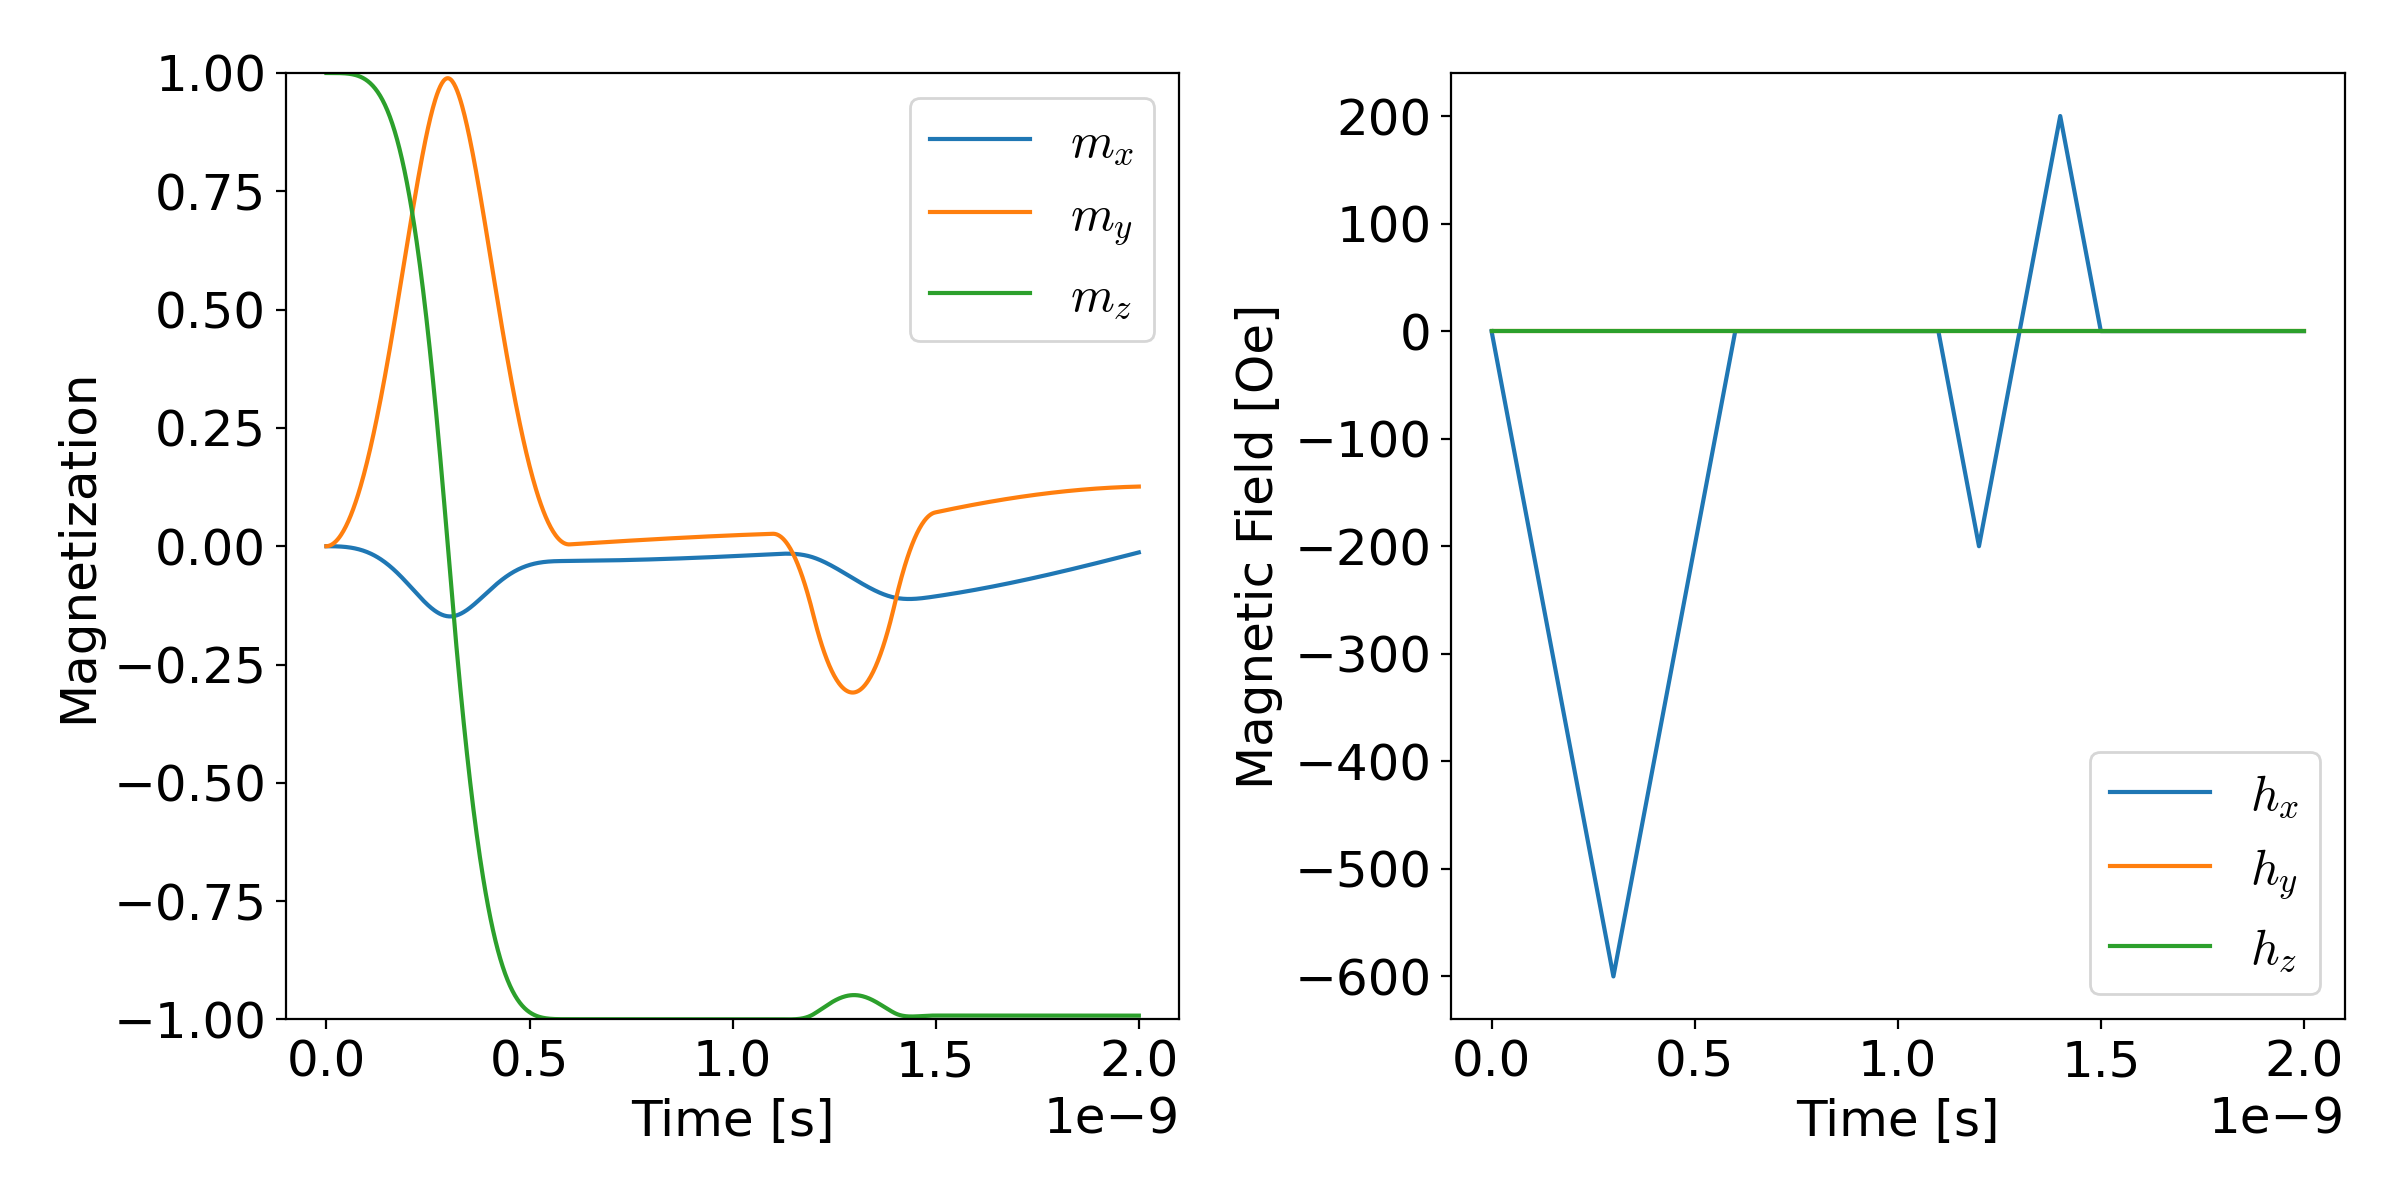 Magnetization
1.00
0.75
0.50
0.25
0.00
−0.25
−0.50
−0.75
−1.00
0.0 0.5 1.0 1.5 2.0
Time [s]
1e−9
m_x
m_y
m_z
Magnetic Field [Oe]
200
100
0
−100
−200
−300
−400
−500
−600
0.0 0.5 1.0 1.5 2.0
Time [s]
1e−9
h_x
h_y
h_z